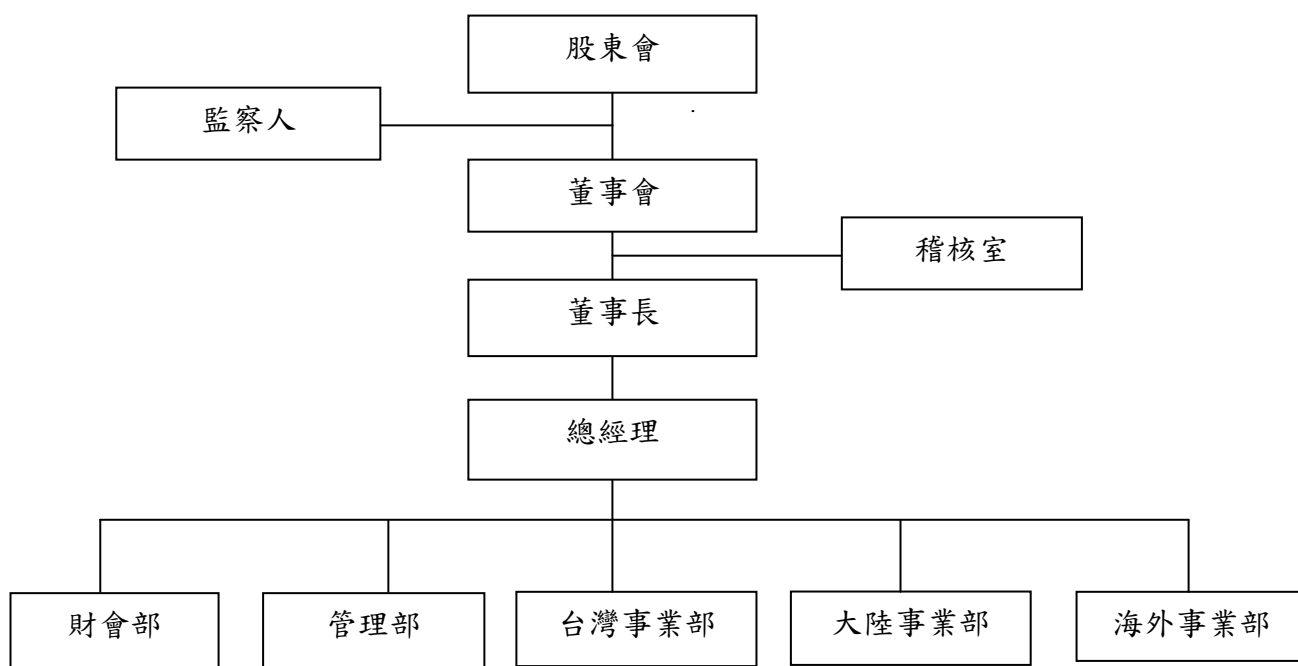 股東會
監察人
董事會
稽核室
董事長
總經理
財會部
管理部
台灣事業部
大陸事業部
海外事業部